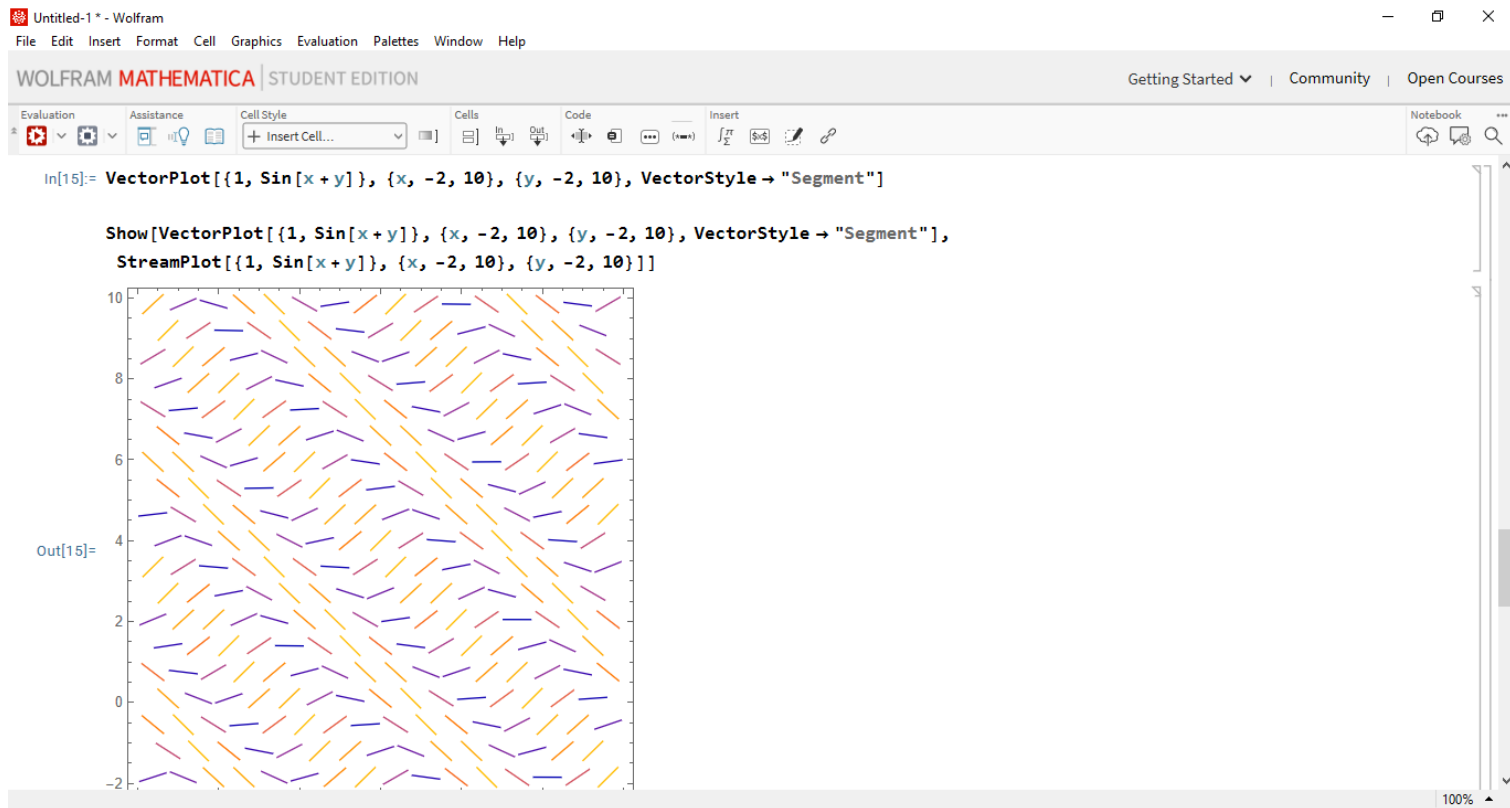 Untitled-1 * - Wolfram
File Edit Insert Format Cell Graphics Evaluation Palettes Window Help
WOLFRAM MATHEMATICA STUDENT EDITION
Getting Started | Community | Open Courses
Evaluation Assistance Cell Style Cells Code Insert Notebook
+ Insert Cell...
In[15]:= VectorPlot[{1, Sin[x + y]}, {x, -2, 10}, {y, -2, 10}, VectorStyle → "Segment"]
Show[VectorPlot[{1, Sin[x + y]}, {x, -2, 10}, {y, -2, 10}, VectorStyle → "Segment"],
StreamPlot[{1, Sin[x + y]}, {x, -2, 10}, {y, -2, 10}]]
10
8
6
Out[15]=
4
2
0
-2
100%